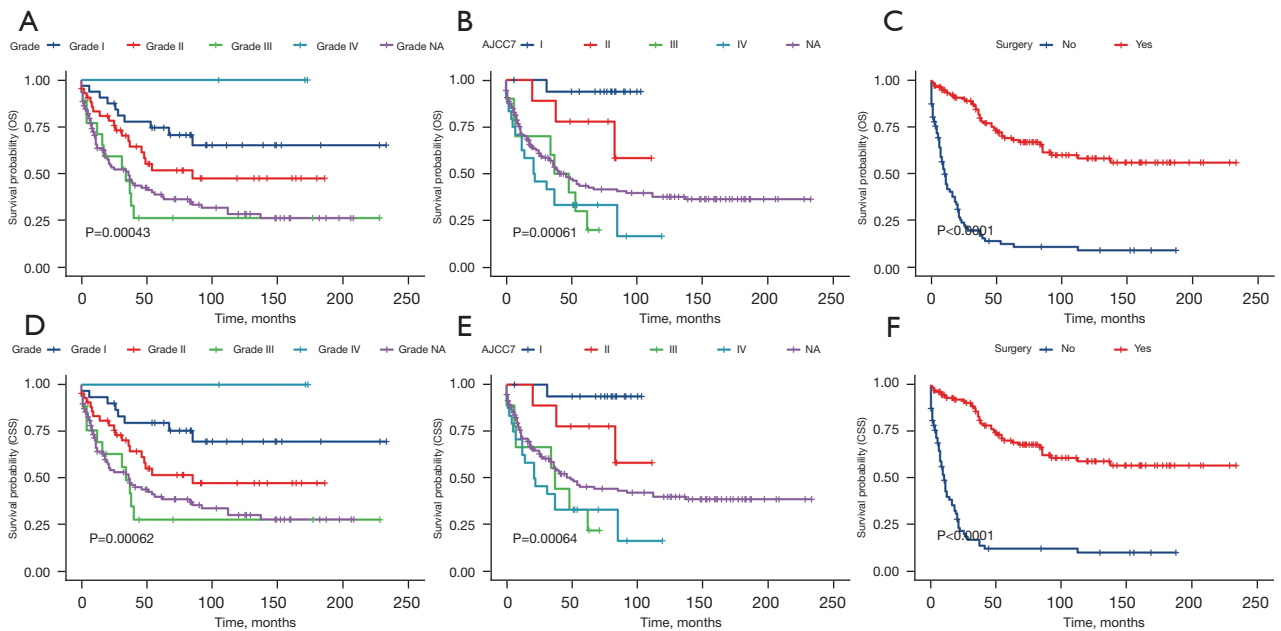 A
Grade Grade I Grade II Grade III Grade IV Grade NA
Survival probability (OS)
1.00
0.75
0.50
0.25
0.00
P=0.00043
0 50 100 150 200 250
Time, months
B
AJCC7 I II III IV NA
Survival probability (OS)
1.00
0.75
0.50
0.25
0.00
P=0.00061
0 50 100 150 200 250
Time, months
C
Surgery No Yes
Survival probability (OS)
1.00
0.75
0.50
0.25
0.00
P<0.0001
0 50 100 150 200 250
Time, months
D
Grade Grade I Grade II Grade III Grade IV Grade NA
Survival probability (CSS)
1.00
0.75
0.50
0.25
0.00
P=0.00062
0 50 100 150 200 250
Time, months
E
AJCC7 I II III IV NA
Survival probability (CSS)
1.00
0.75
0.50
0.25
0.00
P=0.00064
0 50 100 150 200 250
Time, months
F
Surgery No Yes
Survival probability (CSS)
1.00
0.75
0.50
0.25
0.00
P<0.0001
0 50 100 150 200 250
Time, months